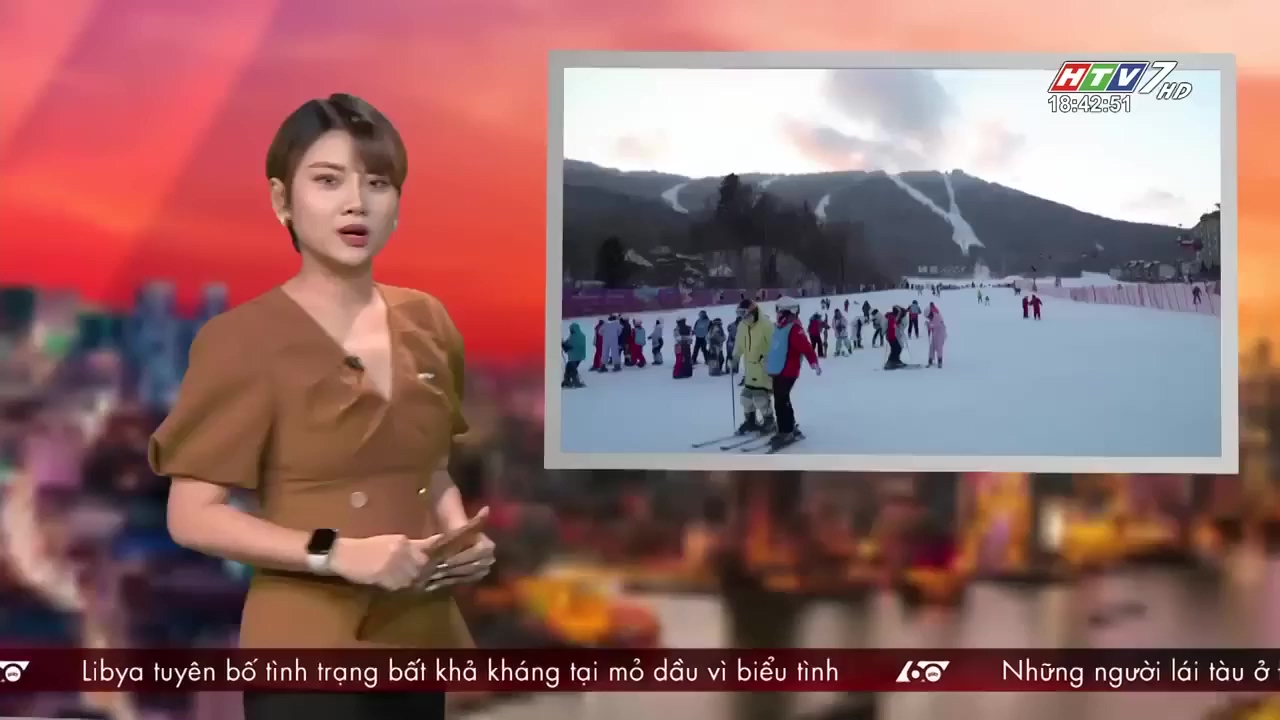 HTV7 HD
18:42:51
Libya tuyên bố tình trạng bất khả kháng tại mỏ dầu vì biểu tình
60
Những người lái tàu ở